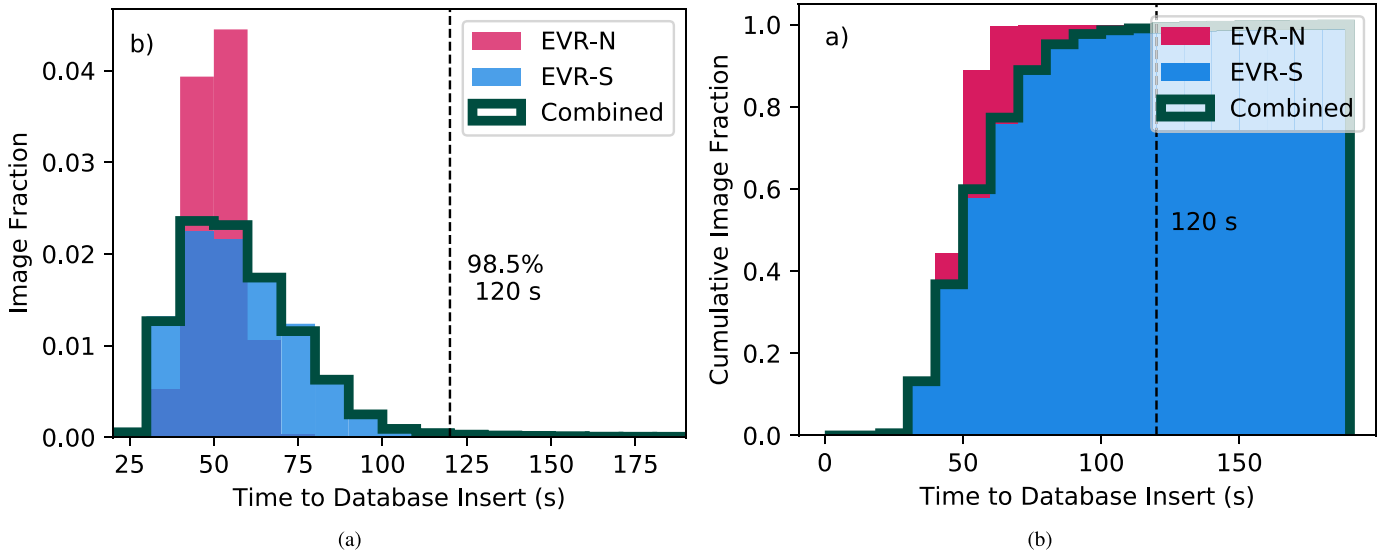 b)
EVR-N
EVR-S
Combined
0.04
0.03
0.02
0.01
0.00
Image Fraction
98.5%
120 s
25
50
75
100
125
150
175
Time to Database Insert (s)
(a)
a)
EVR-N
EVR-S
Combined
1.0
0.8
0.6
0.4
0.2
0.0
Cumulative Image Fraction
120 s
0
50
100
150
Time to Database Insert (s)
(b)